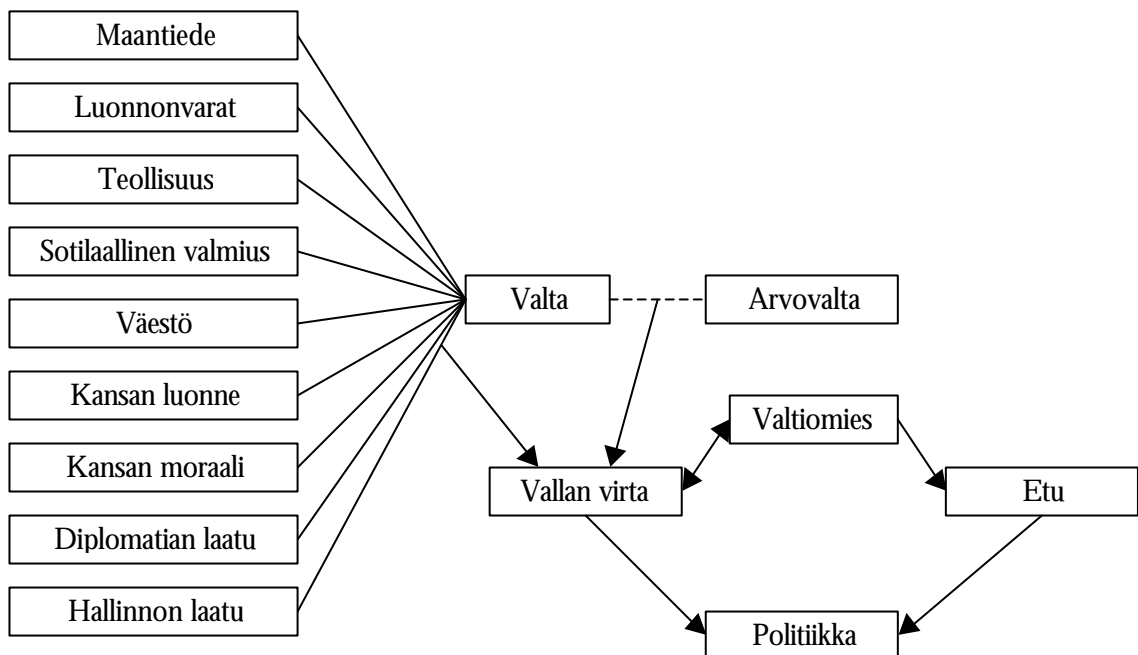 Maantiede
Luonnonvarat
Teollisuus
Sotilaallinen valmius
Väestö
Kansan luonne
Kansan moraali
Diplomatian laatu
Hallinnon laatu
Valta
Arvovalta
Valtiomies
Vallan virta
Etu
Politiikka